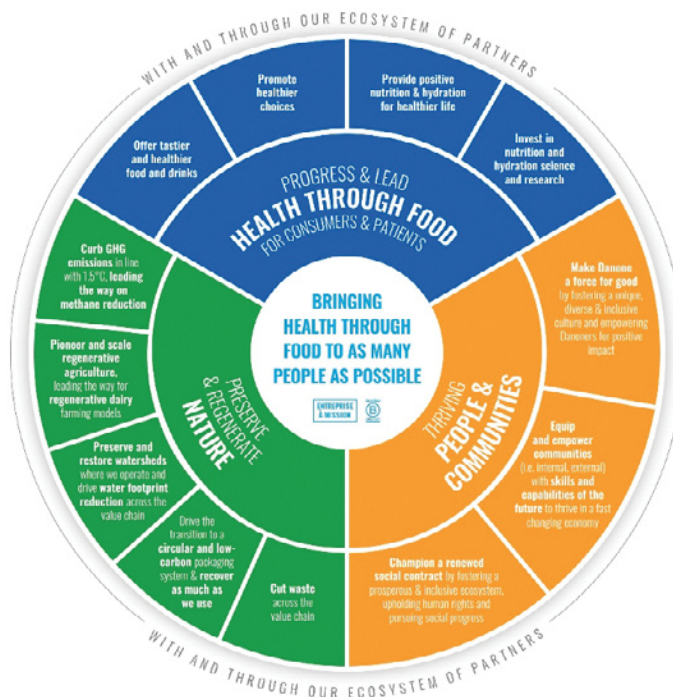 WITH AND THROUGH OUR ECOSYSTEM OF PARTNERS
Offer tastier
and healthier
food and drinks
Promote
healthier
choices
Provide positive
nutrition & hydration
for healthier life
Invest in
nutrition and
hydration science
and research
PROGRESS & LEAD
HEALTH THROUGH FOOD
FOR CONSUMERS & PATIENTS
Curb GHG
emissions in line
with 1.5°C, leading
the way on
methane reduction
Pioneer and scale
regenerative
agriculture,
leading the way for
regenerative dairy
farming models
Preserve and
restore watersheds
where we operate and
drive water footprint
reduction across the
value chain
Drive the
transition to a
circular and low-
carbon packaging
system & recover
as much as
we use
Cut waste
across the
value chain
PRESERVE
& REGENERATE
NATURE
BRINGING
HEALTH THROUGH
FOOD TO AS MANY
PEOPLE AS POSSIBLE
ENTREPRISE
À MISSION
B
THRIVING
PEOPLE &
COMMUNITIES
Make Danone
a force for good
by fostering a unique,
diverse & inclusive
culture and empowering
Danoners for positive
impact
Equip
and empower
communities
(i.e. internal, external)
with skills and
capabilities of the
future to thrive in a fast
changing economy
Champion a renewed
social contract by fostering a
prosperous & inclusive ecosystem,
upholding human rights and
pursuing social progress
WITH AND THROUGH OUR ECOSYSTEM OF PARTNERS